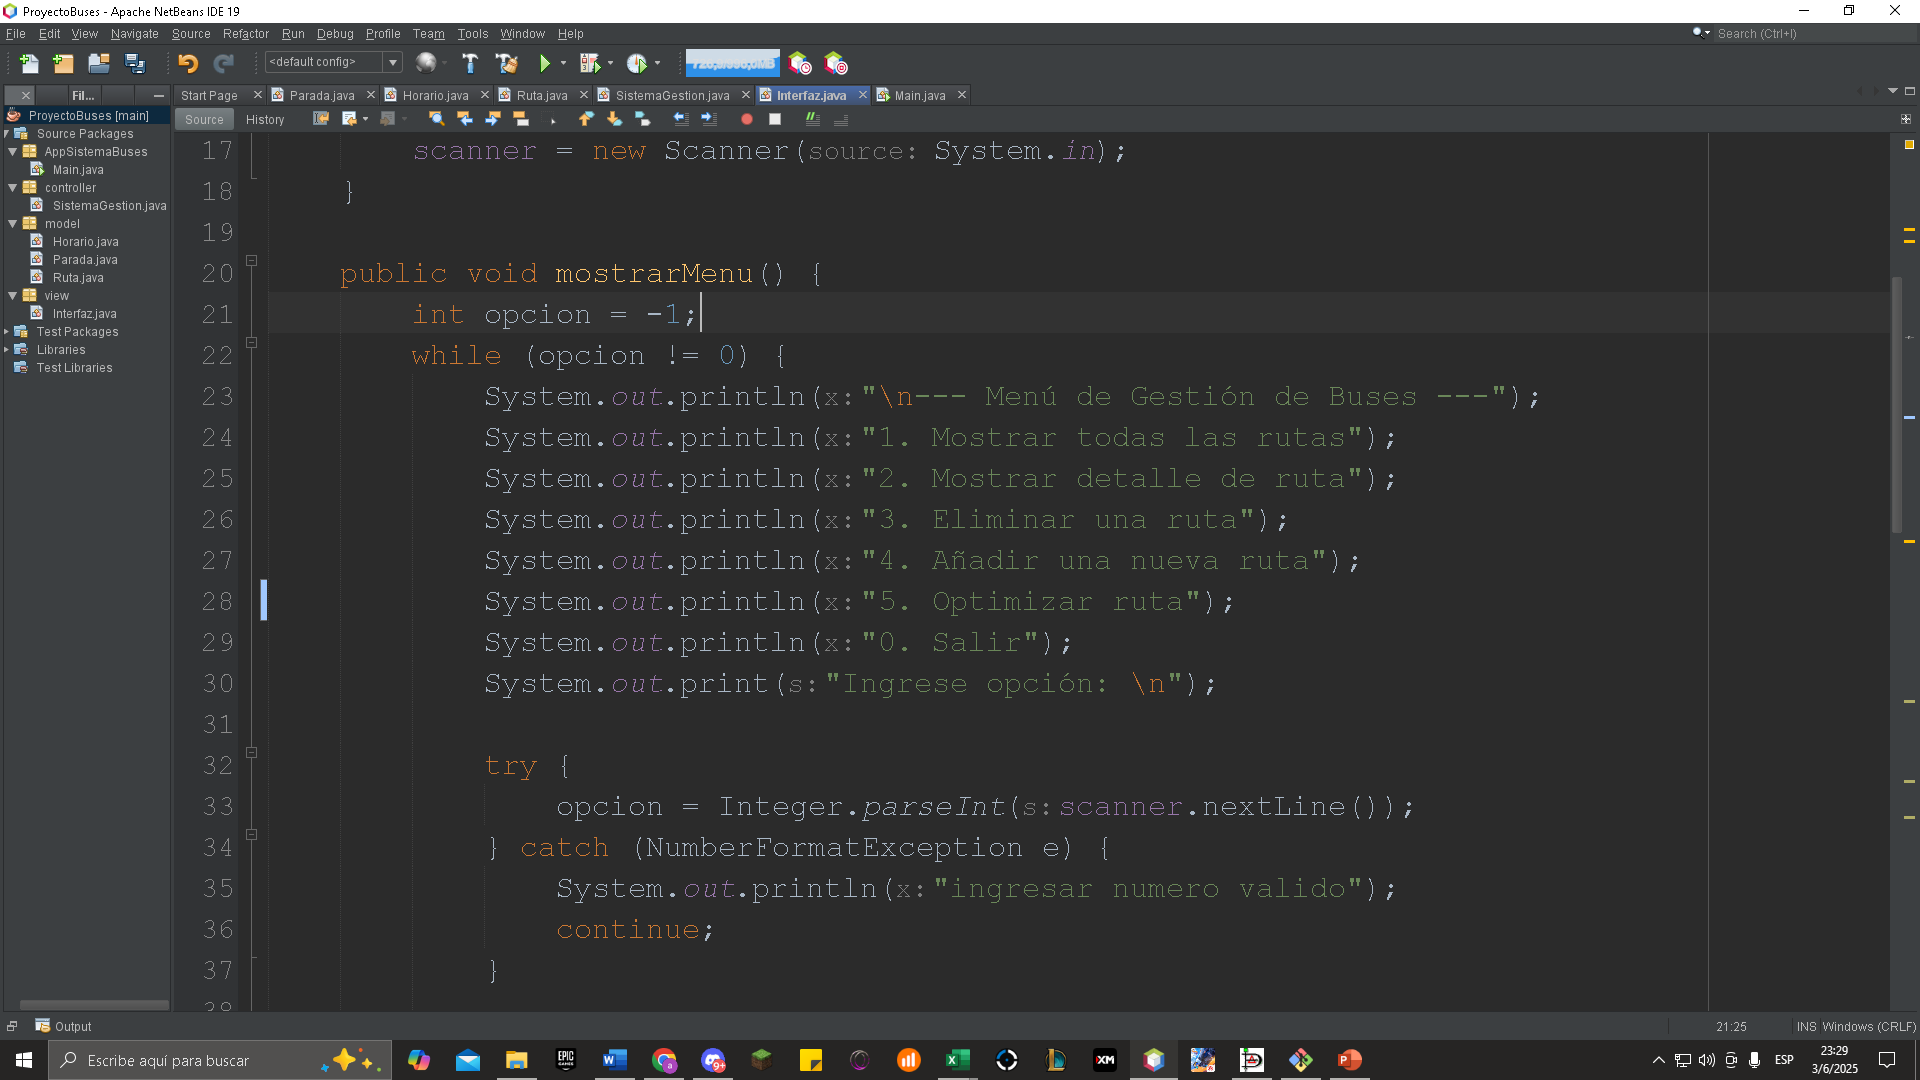 ProyectoBuses - Apache NetBeans IDE 19
File Edit View Navigate Source Refactor Run Debug Profile Team Tools Window Help
Search (Ctrl+I)
<default config>
Fil...
Start Page Parada.java Horario.java Ruta.java SistemaGestion.java Interfaz.java Main.java
ProyectoBuses [main]
Source Packages
AppSistemaBuses
Main.java
controller
SistemaGestion.java
model
Horario.java
Parada.java
Ruta.java
view
Interfaz.java
Test Packages
Libraries
Test Libraries
Source History
17 scanner = new Scanner(source: System.in);
18 }
19
20 public void mostrarMenu() {
21 int opcion = -1;
22 while (opcion != 0) {
23 System.out.println(x:"\n--- Menú de Gestión de Buses ---");
24 System.out.println(x:"1. Mostrar todas las rutas");
25 System.out.println(x:"2. Mostrar detalle de ruta");
26 System.out.println(x:"3. Eliminar una ruta");
27 System.out.println(x:"4. Añadir una nueva ruta");
28 System.out.println(x:"5. Optimizar ruta");
29 System.out.println(x:"0. Salir");
30 System.out.print(s:"Ingrese opción: \n");
31
32 try {
33 opcion = Integer.parseInt(s:scanner.nextLine());
34 } catch (NumberFormatException e) {
35 System.out.println(x:"ingresar numero valido");
36 continue;
37 }
38
Output
21:25 INS Windows (CRLF)
Escribe aquí para buscar
EPIC GAMES
9+
XM
ESP
23:29
3/6/2025